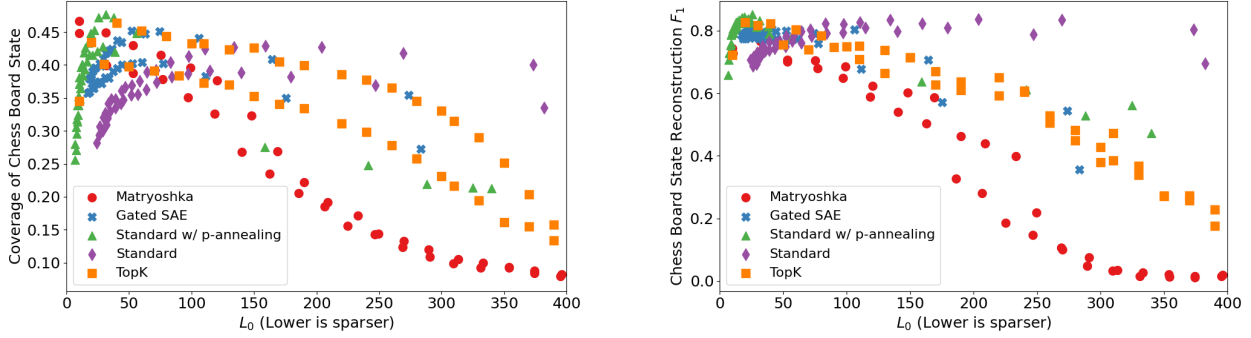 Coverage of Chess Board State
0.45
0.40
0.35
0.30
0.25
0.20
0.15
0.10
Matryoshka
Gated SAE
Standard w/ p-annealing
Standard
TopK
0
50
100
150
200
250
300
350
400
L₀ (Lower is sparser)
Chess Board State Reconstruction F₁
0.8
0.6
0.4
0.2
0.0
Matryoshka
Gated SAE
Standard w/ p-annealing
Standard
TopK
0
50
100
150
200
250
300
350
400
L₀ (Lower is sparser)